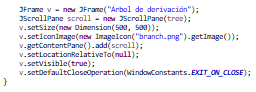 JFrame v = new JFrame("Árbol de derivación");
JScrollPane scroll = new JScrollPane(tree);
v.setSize(new Dimension(500, 500));
v.setIconImage(new ImageIcon("branch.png").getImage());
v.getContentPane().add(scroll);
v.setLocationRelativeTo(null);
v.setVisible(true);
v.setDefaultCloseOperation(WindowConstants.EXIT_ON_CLOSE);
}